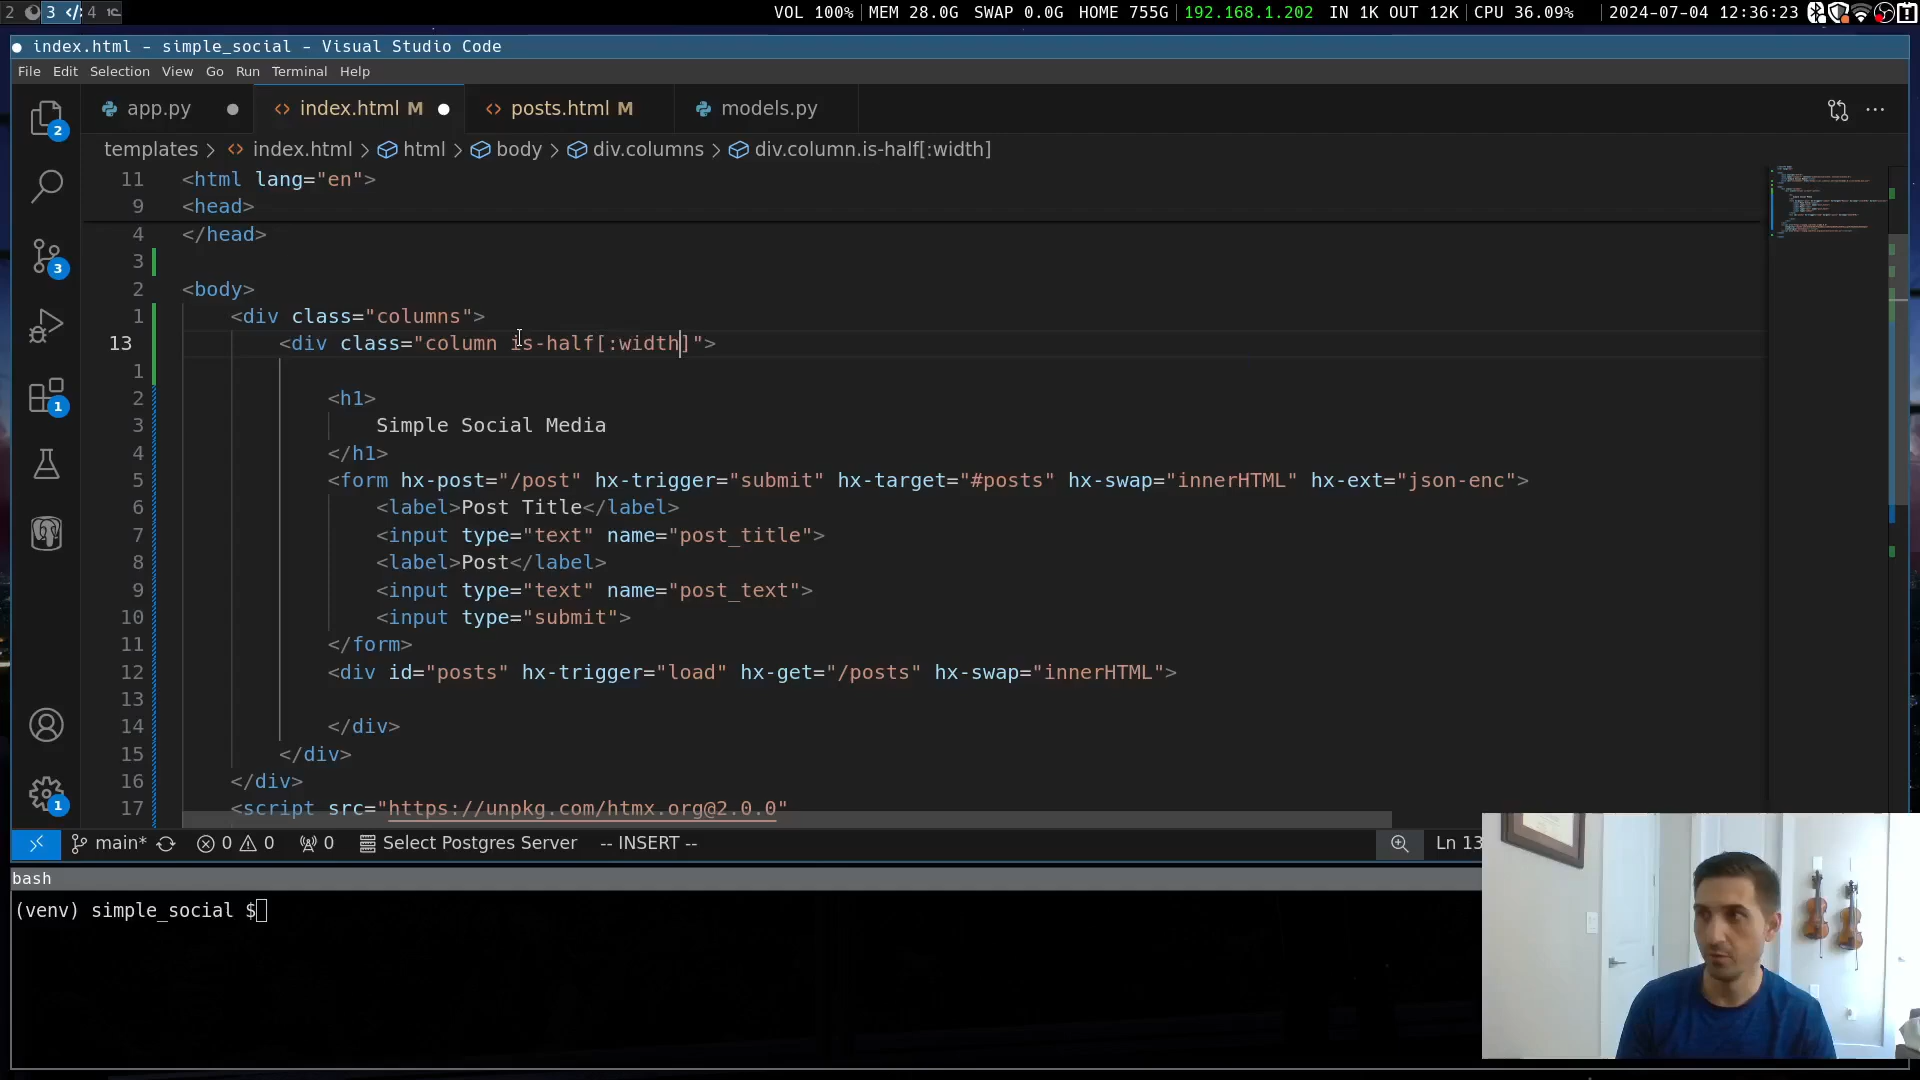 2 3 4 VOL 100% MEM 28.0G SWAP 0.0G HOME 755G 192.168.1.202 IN 1K OUT 12K CPU 36.09% 2024-07-04 12:36:23
index.html - simple_social - Visual Studio Code
File Edit Selection View Go Run Terminal Help
app.py index.html M posts.html M models.py
templates > index.html > html > body > div.columns > div.column.is-half[:width]
11 <html lang="en">
9 <head>
4 </head>
3
2 <body>
1 <div class="columns">
13 <div class="column is-half[:width]">
1
2 <h1>
3 Simple Social Media
4 </h1>
5 <form hx-post="/post" hx-trigger="submit" hx-target="#posts" hx-swap="innerHTML" hx-ext="json-enc">
6 <label>Post Title</label>
7 <input type="text" name="post_title">
8 <label>Post</label>
9 <input type="text" name="post_text">
10 <input type="submit">
11 </form>
12 <div id="posts" hx-trigger="load" hx-get="/posts" hx-swap="innerHTML">
13
14 </div>
15 </div>
16 </div>
17 <script src="https://unpkg.com/htmx.org@2.0.0"
2
3
1
1
main* 0 0 0 Select Postgres Server -- INSERT -- Ln 13
bash
(venv) simple_social $